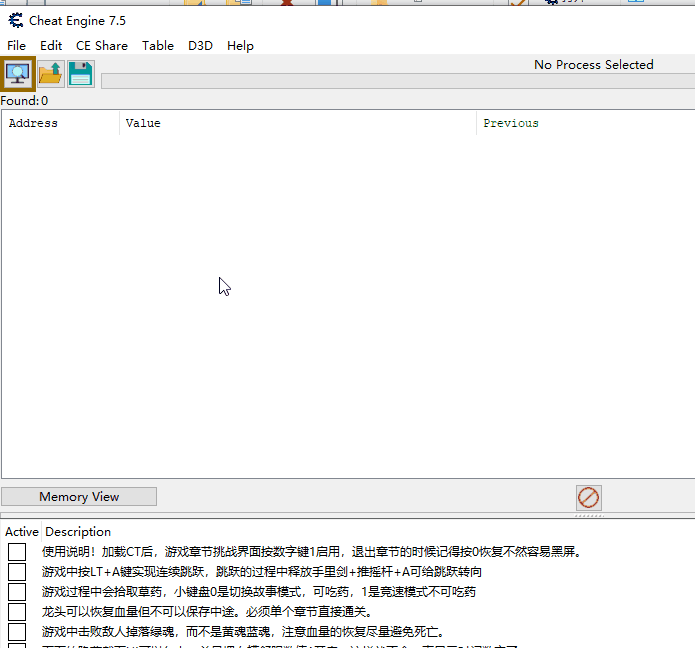 Cheat Engine 7.5
File Edit CE Share Table D3D Help
No Process Selected
Found: 0
Address Value Previous
Memory View
Active Description
使用说明！加载CT后，游戏章节挑战界面按数字键1启用，退出章节的时候记得按0恢复不然容易黑屏。
游戏中按LT+A键实现连续跳跃，跳跃的过程中释放手里剑+推摇杆+A可给跳跃转向
游戏过程中会拾取草药，小键盘0是切换故事模式，可吃药，1是竞速模式不可吃药
龙头可以恢复血量但不可以保存中途。必须单个章节直接通关。
游戏中击败敌人掉落绿魂，而不是黄魂蓝魂，注意血量的恢复尽量避免死亡。